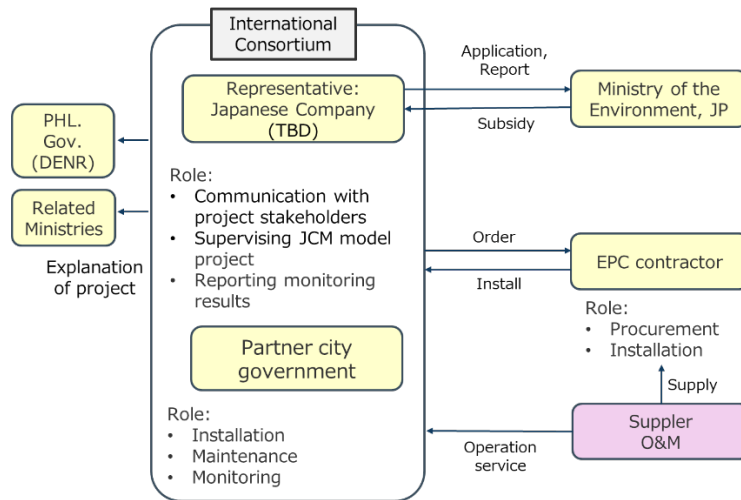 International
Consortium
Representative:
Japanese Company
(TBD)
Application,
Report
Subsidy
Ministry of the
Environment, JP
PHL.
Gov.
(DENR)
Related
Ministries
Explanation
of project
Role:
• Communication with
project stakeholders
• Supervising JCM model
project
• Reporting monitoring
results
Order
Install
EPC contractor
Role:
• Procurement
• Installation
Partner city
government
Role:
• Installation
• Maintenance
• Monitoring
Supply
Operation
service
Suppler
O&M